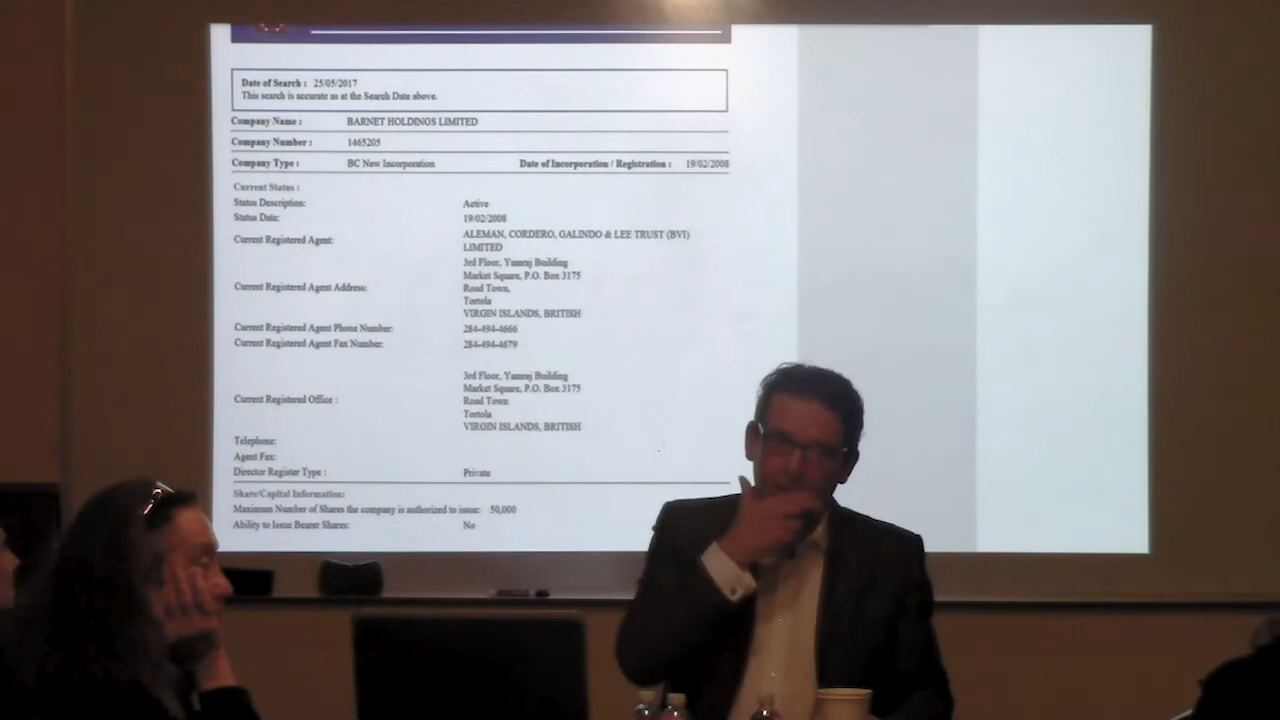 Date of Search : 25/05/2017
This search is accurate as at the Search Date above.
Company Name : BARNET HOLDINGS LIMITED
Company Number : 1465205
Company Type : BC New Incorporation Date of Incorporation / Registration : 19/02/2008
Current Status :
Status Description: Active
Status Date: 19/02/2008
Current Registered Agent: ALEMAN, CORDERO, GALINDO & LEE TRUST (BVI)
LIMITED
3rd Floor, Yamraj Building
Market Square, P.O. Box 3175
Current Registered Agent Address: Road Town,
Tortola
VIRGIN ISLANDS, BRITISH
Current Registered Agent Phone Number: 284-494-4666
Current Registered Agent Fax Number: 284-494-4679
3rd Floor, Yamraj Building
Market Square, P.O. Box 3175
Current Registered Office : Road Town
Tortola
VIRGIN ISLANDS, BRITISH
Telephone:
Agent Fax:
Director Register Type : Private
Share/Capital Information:
Maximum Number of Shares the company is authorized to issue: 50,000
Ability to Issue Bearer Shares: No